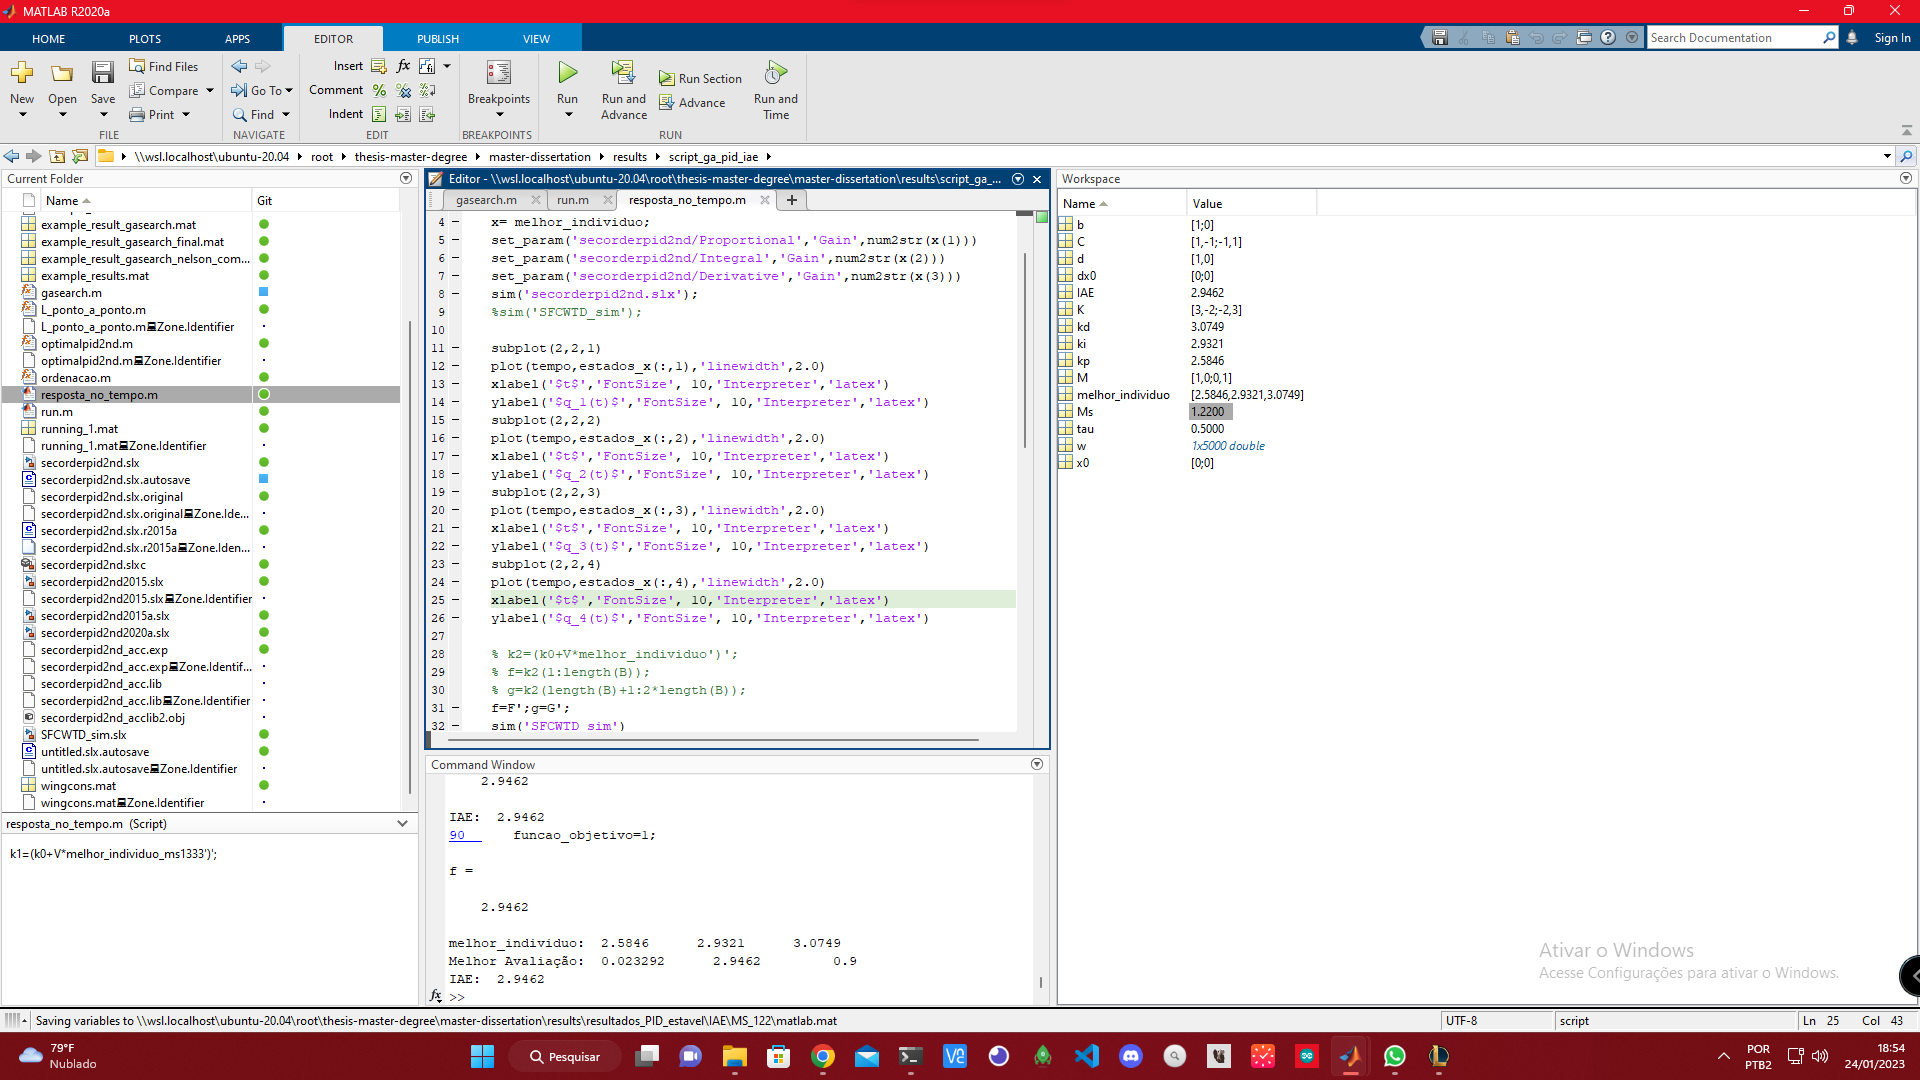 MATLAB R2020a
HOME PLOTS APPS EDITOR PUBLISH VIEW
Search Documentation
Sign In
New Open Save
Find Files
Compare
Print
FILE
Go To
Find
NAVIGATE
Insert
Comment
Indent
EDIT
Breakpoints
BREAKPOINTS
Run
Run and Advance
Run Section
Advance
Run and Time
RUN
\\wsl.localhost\ubuntu-20.04 root thesis-master-degree master-dissertation results script_ga_pid_iae
Current Folder
Name Git
example_result_gasearch.mat
example_result_gasearch_final.mat
example_result_gasearch_nelson_com...
example_results.mat
gasearch.m
L_ponto_a_ponto.m
L_ponto_a_ponto.m Zone.Identifier
optimalpid2nd.m
optimalpid2nd.m Zone.Identifier
ordenacao.m
resposta_no_tempo.m
run.m
running_1.mat
running_1.mat Zone.Identifier
secorderpid2nd.slx
secorderpid2nd.slx.autosave
secorderpid2nd.slx.original
secorderpid2nd.slx.original Zone.Ide...
secorderpid2nd.slx.r2015a
secorderpid2nd.slx.r2015a Zone.Iden...
secorderpid2nd.slxc
secorderpid2nd2015.slx
secorderpid2nd2015.slx Zone.Identifier
secorderpid2nd2015a.slx
secorderpid2nd2020a.slx
secorderpid2nd_acc.exp
secorderpid2nd_acc.exp Zone.Identif...
secorderpid2nd_acc.lib
secorderpid2nd_acc.lib Zone.Identifier
secorderpid2nd_acclib2.obj
SFCWTD_sim.slx
untitled.slx.autosave
untitled.slx.autosave Zone.Identifier
wingcons.mat
wingcons.mat Zone.Identifier
resposta_no_tempo.m (Script)
k1=(k0+V*melhor_individuo_ms1333')';
Editor - \\wsl.localhost\ubuntu-20.04\root\thesis-master-degree\master-dissertation\results\script_ga_...
gasearch.m run.m resposta_no_tempo.m
4 x= melhor_individuo;
5 set_param('secorderpid2nd/Proportional','Gain',num2str(x(1)))
6 set_param('secorderpid2nd/Integral','Gain',num2str(x(2)))
7 set_param('secorderpid2nd/Derivative','Gain',num2str(x(3)))
8 sim('secorderpid2nd.slx');
9 %sim('SFCWTD_sim');
10
11 subplot(2,2,1)
12 plot(tempo,estados_x(:,1),'linewidth',2.0)
13 xlabel('$t$','FontSize', 10,'Interpreter','latex')
14 ylabel('$q_1(t)$','FontSize', 10,'Interpreter','latex')
15 subplot(2,2,2)
16 plot(tempo,estados_x(:,2),'linewidth',2.0)
17 xlabel('$t$','FontSize', 10,'Interpreter','latex')
18 ylabel('$q_2(t)$','FontSize', 10,'Interpreter','latex')
19 subplot(2,2,3)
20 plot(tempo,estados_x(:,3),'linewidth',2.0)
21 xlabel('$t$','FontSize', 10,'Interpreter','latex')
22 ylabel('$q_3(t)$','FontSize', 10,'Interpreter','latex')
23 subplot(2,2,4)
24 plot(tempo,estados_x(:,4),'linewidth',2.0)
25 xlabel('$t$','FontSize', 10,'Interpreter','latex')
26 ylabel('$q_4(t)$','FontSize', 10,'Interpreter','latex')
27
28 % k2=(k0+V*melhor_individuo')';
29 % f=k2(1:length(B));
30 % g=k2(length(B)+1:2*length(B));
31 f=F';g=G';
32 sim('SFCWTD_sim')
Command Window
2.9462
IAE: 2.9462
90 funcao_objetivo=1;
f =
2.9462
melhor_individuo: 2.5846 2.9321 3.0749
Melhor Avaliação: 0.023292 2.9462 0.9
IAE: 2.9462
fx >>
Workspace
Name Value
b [1;0]
C [1,-1;-1,1]
d [1,0]
dx0 [0;0]
IAE 2.9462
K [3,-2;-2,3]
kd 3.0749
ki 2.9321
kp 2.5846
M [1,0;0,1]
melhor_individuo [2.5846,2.9321,3.0749]
Ms 1.2200
tau 0.5000
w 1x5000 double
x0 [0;0]
Ativar o Windows
Acesse Configurações para ativar o Windows.
Saving variables to \\wsl.localhost\ubuntu-20.04\root\thesis-master-degree\master-dissertation\results\resultados_PID_estavel\IAE\MS_122\matlab.mat
UTF-8 script Ln 25 Col 43
79°F
Nublado
Pesquisar
POR
PTB2
18:54
24/01/2023